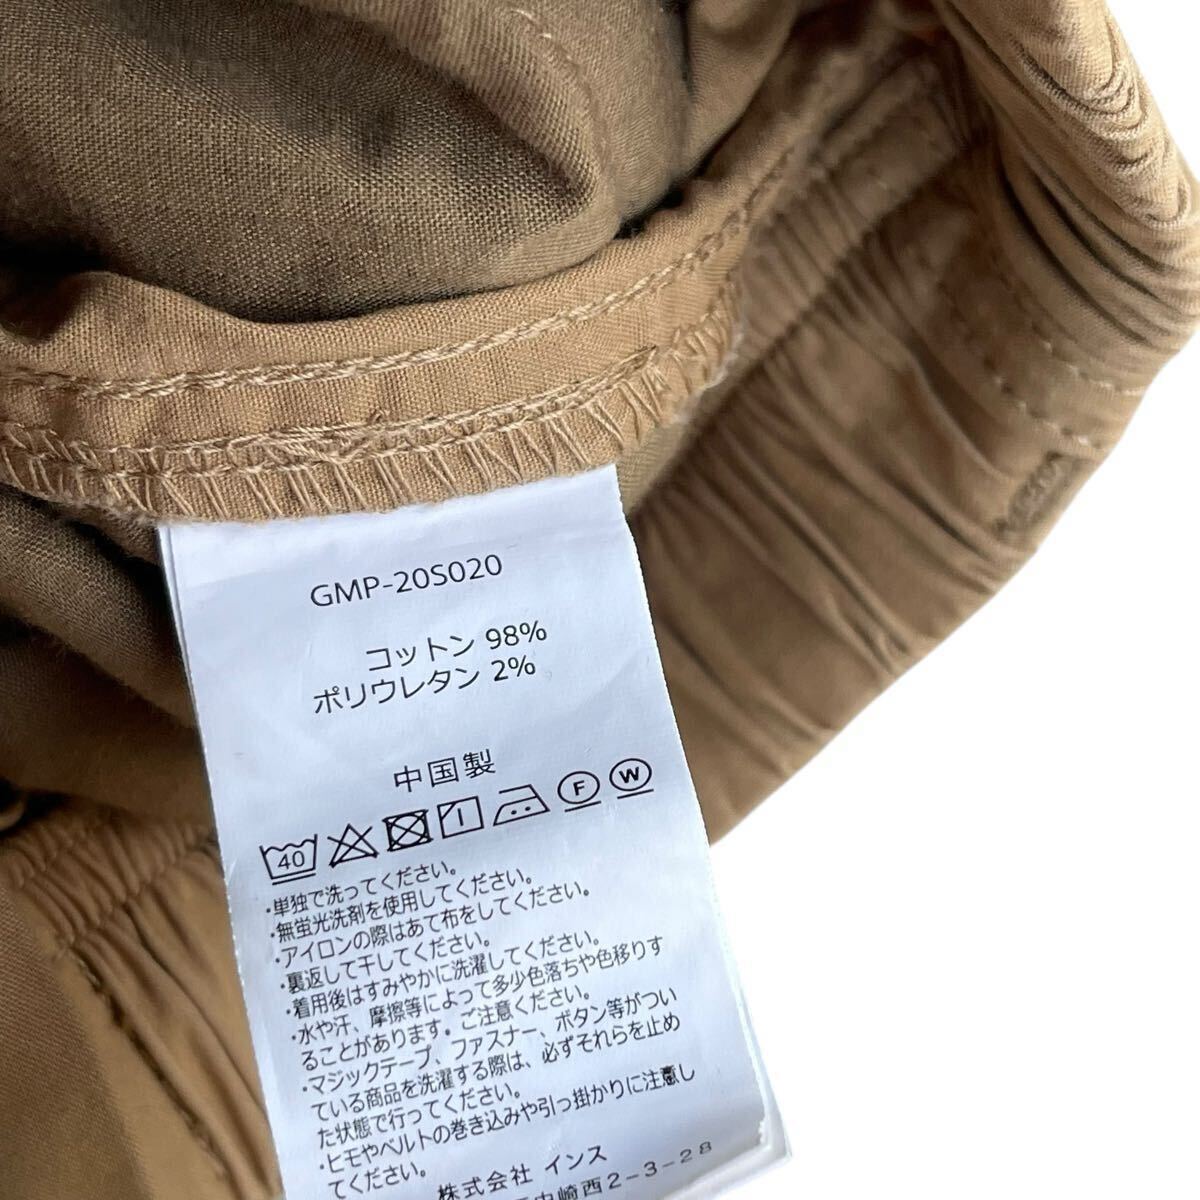 GMP-20S020
コットン 98%
ポリウレタン 2%
中国製
40 F W
・単独で洗ってください。
・無蛍光洗剤を使用してください。
・アイロンの際はあて布をしてください。
・裏返して干してください。
・着用後はすみやかに洗濯してください。
・水や汗、摩擦等によって多少色落ちや色移りす
ることがあります。ご注意ください。
・マジックテープ、ファスナー、ボタン等がつい
ている商品を洗濯する際は、必ずそれらを止め
た状態で行ってください。
・ヒモやベルトの巻き込みや引っ掛かりに注意し
てください。
株式会社 インス
中崎西2-3-28